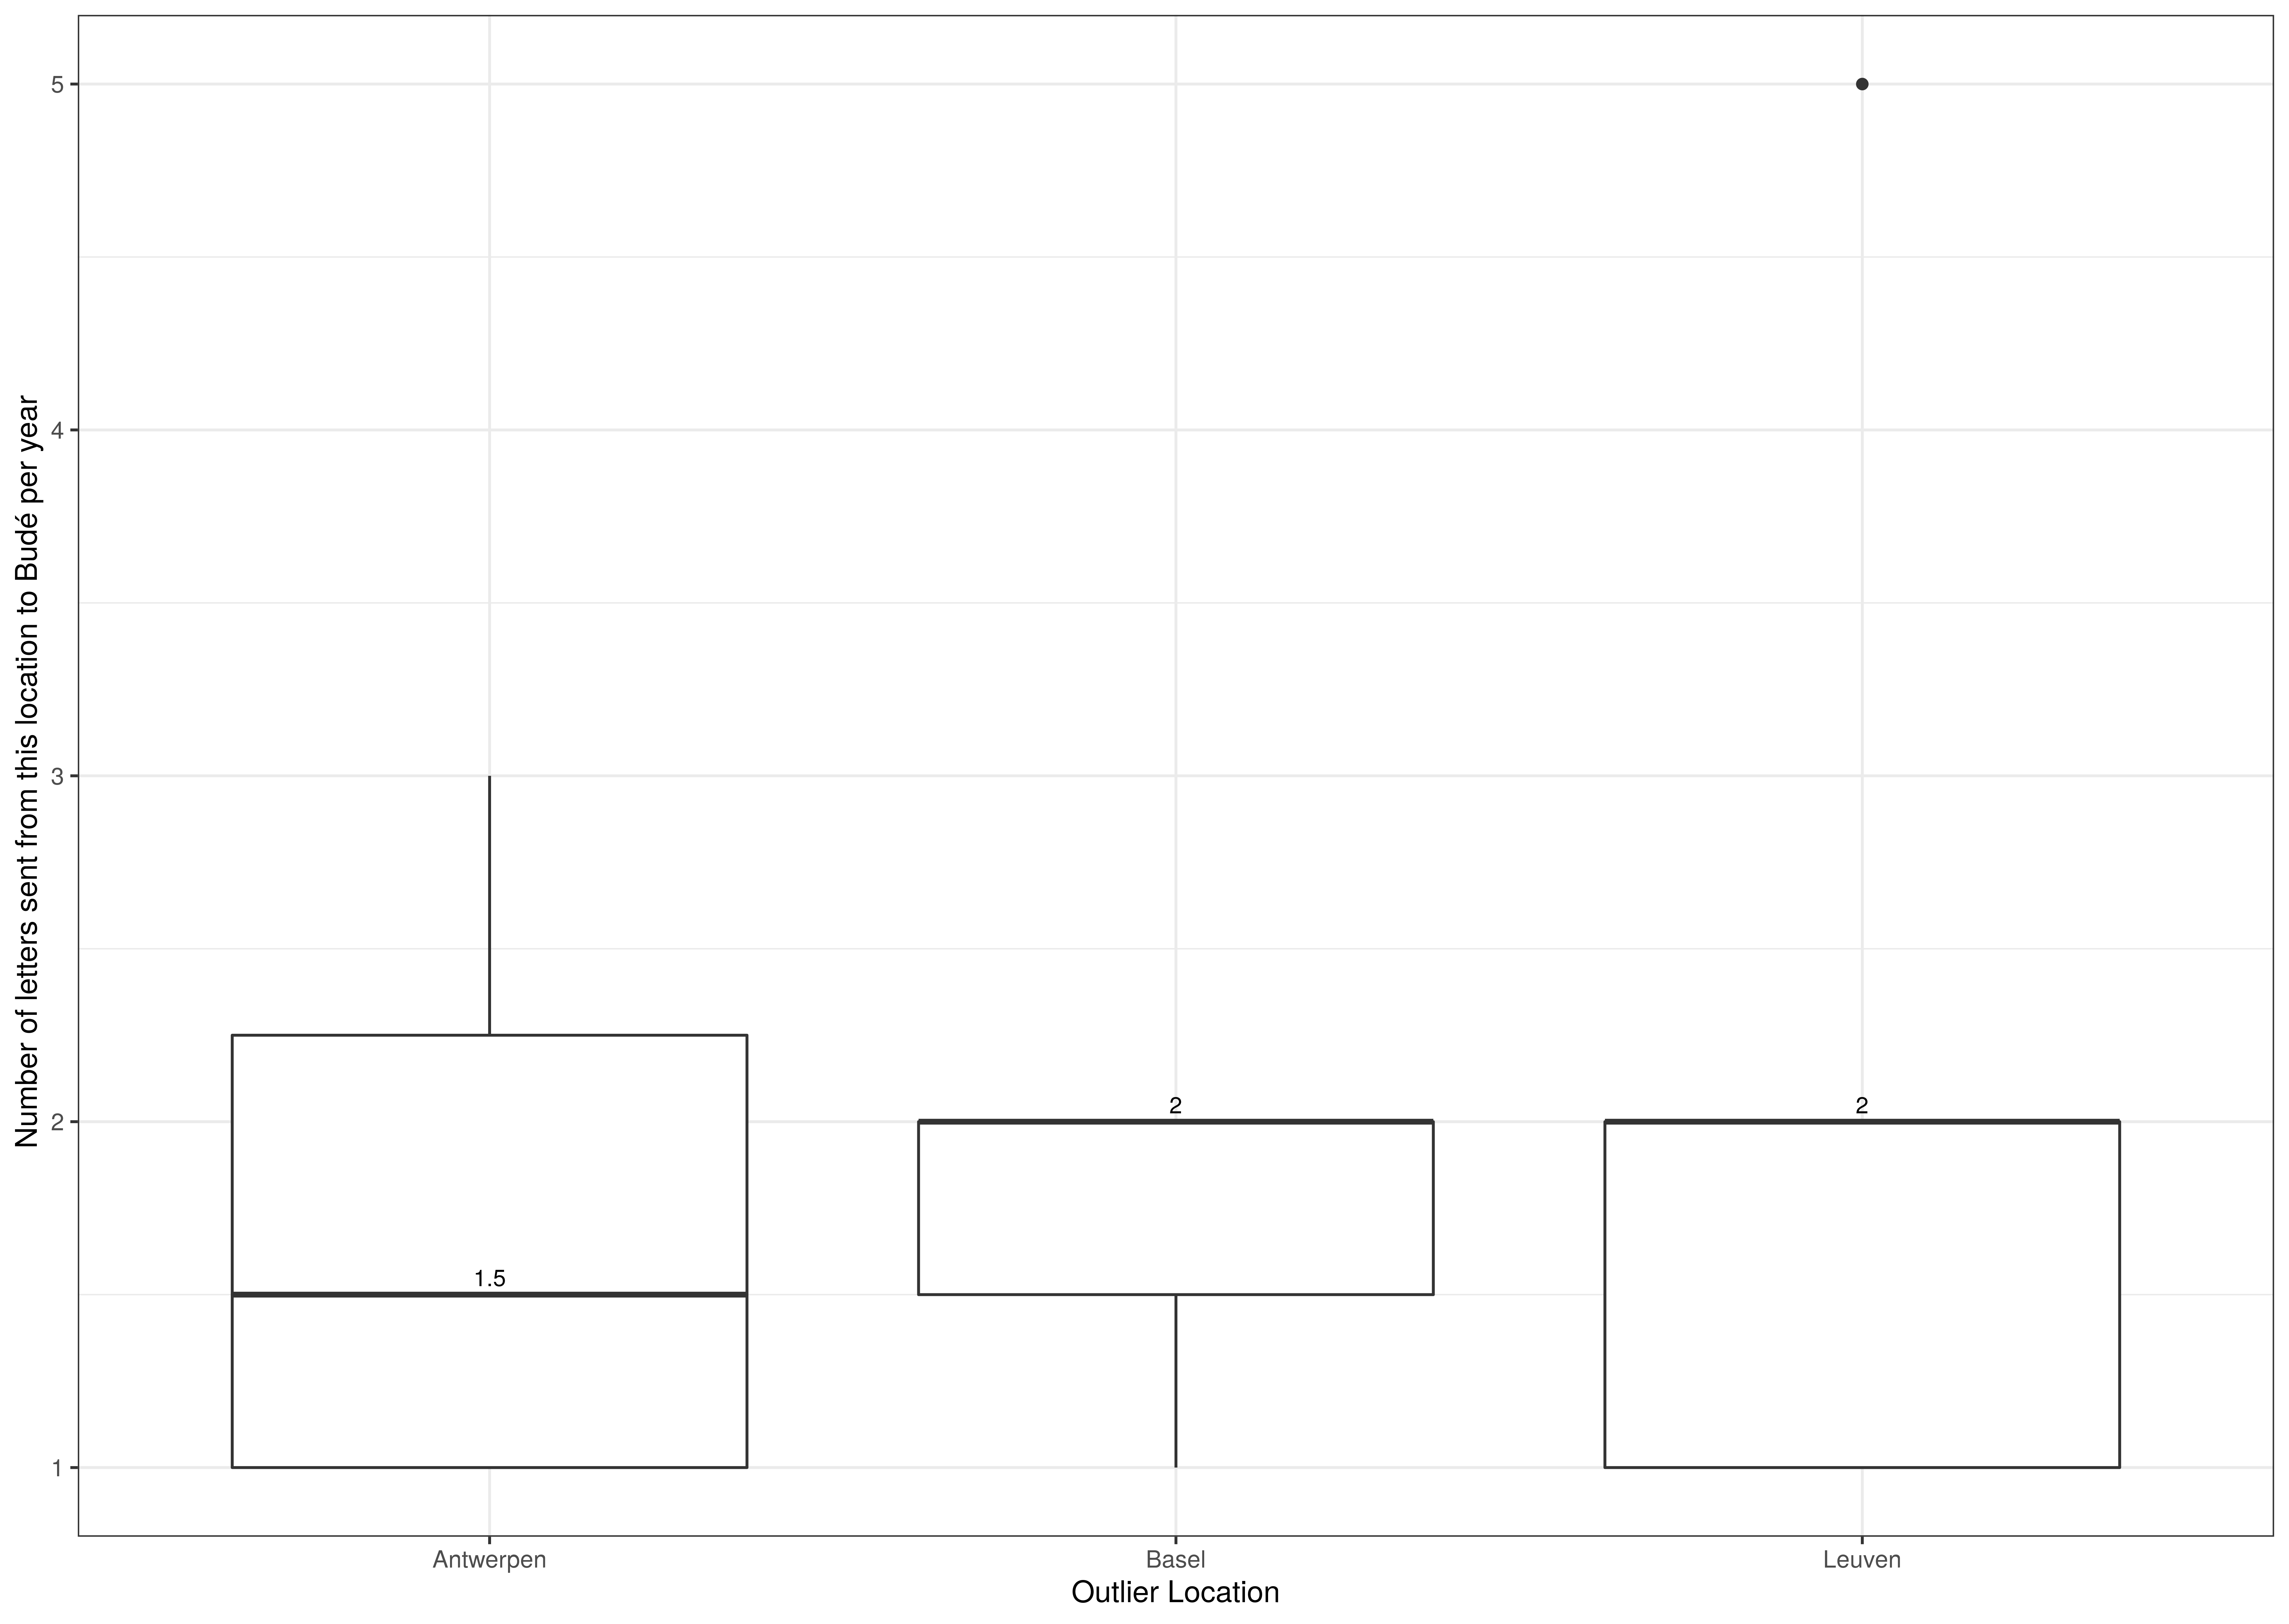 Number of letters sent from this location to Budé per year
5
4
3
2
1
1.5
2
2
Antwerpen
Basel
Leuven
Outlier Location